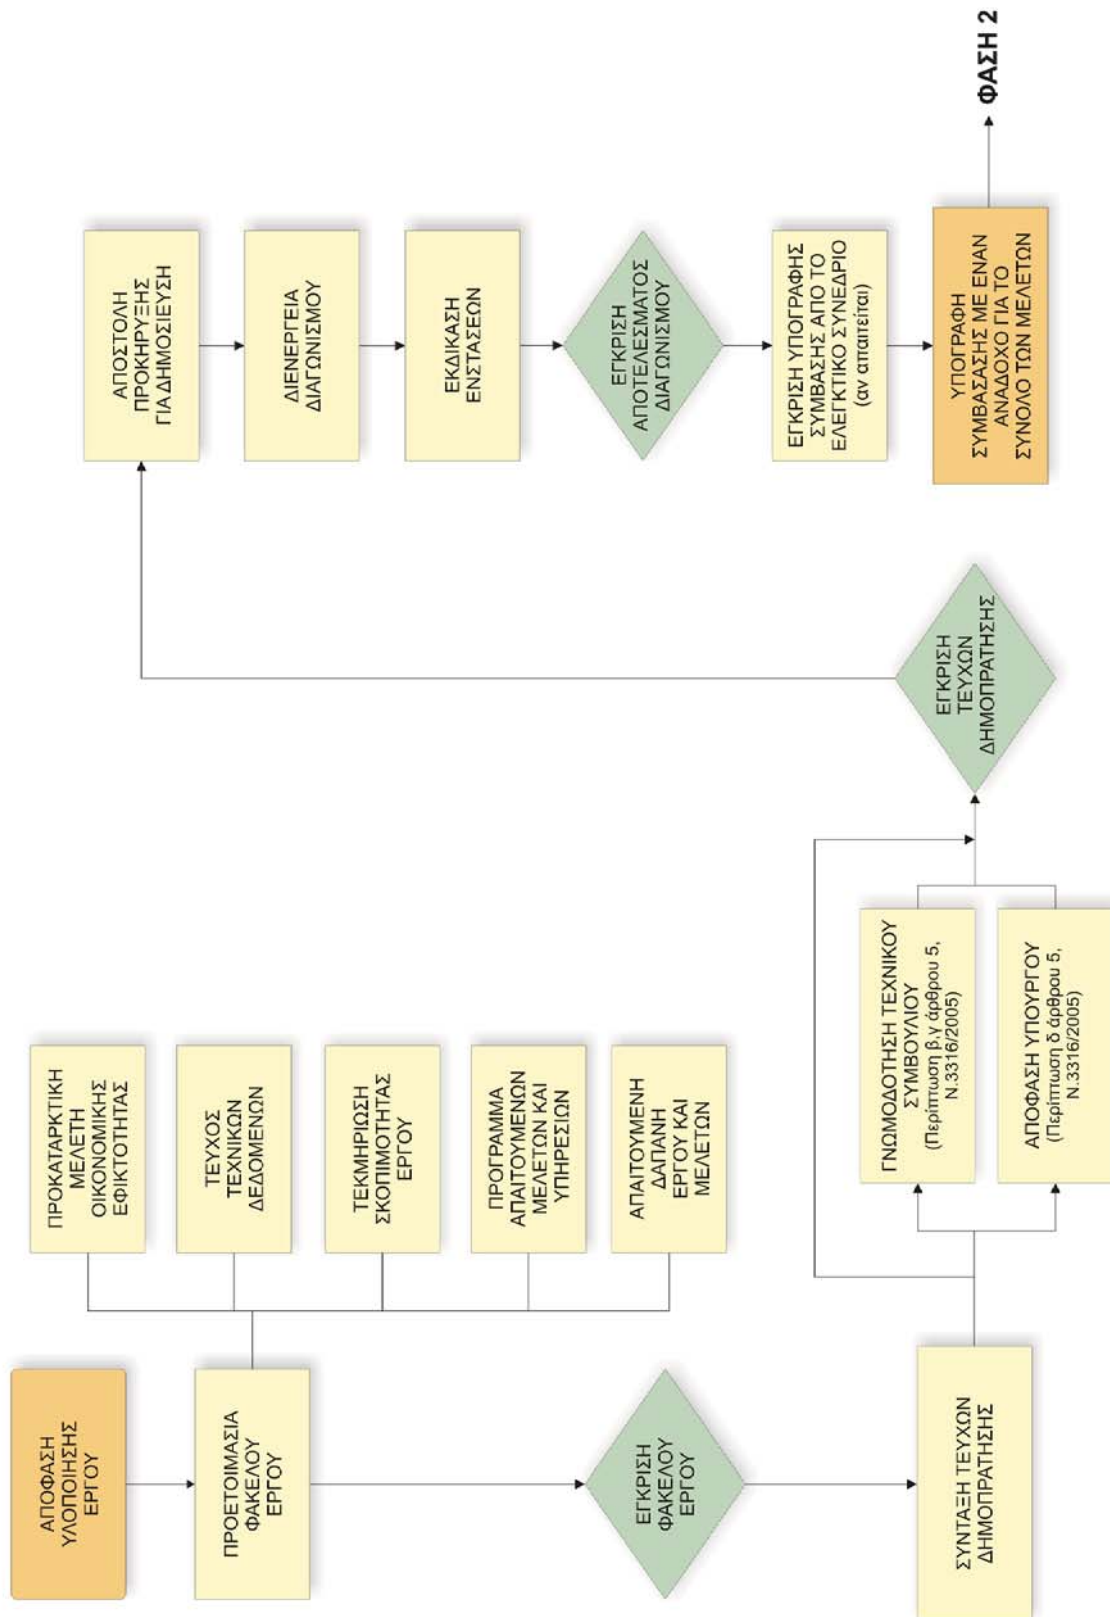 ΑΠΟΦΑΣΗ
ΥΛΟΠΟΙΗΣΗΣ
ΕΡΓΟΥ
ΠΡΟΕΤΟΙΜΑΣΙΑ
ΦΑΚΕΛΟΥ
ΕΡΓΟΥ
ΠΡΟΚΑΤΑΡΚΤΙΚΗ
ΜΕΛΕΤΗ
ΟΙΚΟΝΟΜΙΚΗΣ
ΕΦΙΚΤΟΤΗΤΑΣ
ΤΕΥΧΟΣ
ΤΕΧΝΙΚΩΝ
ΔΕΔΟΜΕΝΩΝ
ΤΕΚΜΗΡΙΩΣΗ
ΣΚΟΠΙΜΟΤΗΤΑΣ
ΕΡΓΟΥ
ΠΡΟΓΡΑΜΜΑ
ΑΠΑΙΤΟΥΜΕΝΩΝ
ΜΕΛΕΤΩΝ ΚΑΙ
ΥΠΗΡΕΣΙΩΝ
ΑΠΑΙΤΟΥΜΕΝΗ
ΔΑΠΑΝΗ
ΕΡΓΟΥ ΚΑΙ
ΜΕΛΕΤΩΝ
ΕΓΚΡΙΣΗ
ΦΑΚΕΛΟΥ
ΕΡΓΟΥ
ΣΥΝΤΑΞΗ ΤΕΥΧΩΝ
ΔΗΜΟΠΡΑΤΗΣΗΣ
ΓΝΩΜΟΔΟΤΗΣΗ ΤΕΧΝΙΚΟΥ
ΣΥΜΒΟΥΛΙΟΥ
(Περίπτωση β,γ άρθρου 5,
Ν.3316/2005)
ΑΠΟΦΑΣΗ ΥΠΟΥΡΓΟΥ
(Περίπτωση δ άρθρου 5,
Ν.3316/2005)
ΕΓΚΡΙΣΗ
ΤΕΥΧΩΝ
ΔΗΜΟΠΡΑΤΗΣΗΣ
ΑΠΟΣΤΟΛΗ
ΠΡΟΚΗΡΥΞΗΣ
ΓΙΑ ΔΗΜΟΣΙΕΥΣΗ
ΔΙΕΝΕΡΓΕΙΑ
ΔΙΑΓΩΝΙΣΜΟΥ
ΕΚΔΙΚΑΣΗ
ΕΝΣΤΑΣΕΩΝ
ΕΓΚΡΙΣΗ
ΑΠΟΤΕΛΕΣΜΑΤΟΣ
ΔΙΑΓΩΝΙΣΜΟΥ
ΕΓΚΡΙΣΗ ΥΠΟΓΡΑΦΗΣ
ΣΥΜΒΑΣΗΣ ΑΠΟ ΤΟ
ΕΛΕΓΚΤΙΚΟ ΣΥΝΕΔΡΙΟ
(αν απαιτείται)
ΥΠΟΓΡΑΦΗ
ΣΥΜΒΑΣΑΣΗΣ ΜΕ ΕΝΑΝ
ΑΝΑΔΟΧΟ ΓΙΑ ΤΟ
ΣΥΝΟΛΟ ΤΩΝ ΜΕΛΕΤΩΝ
ΦΑΣΗ 2